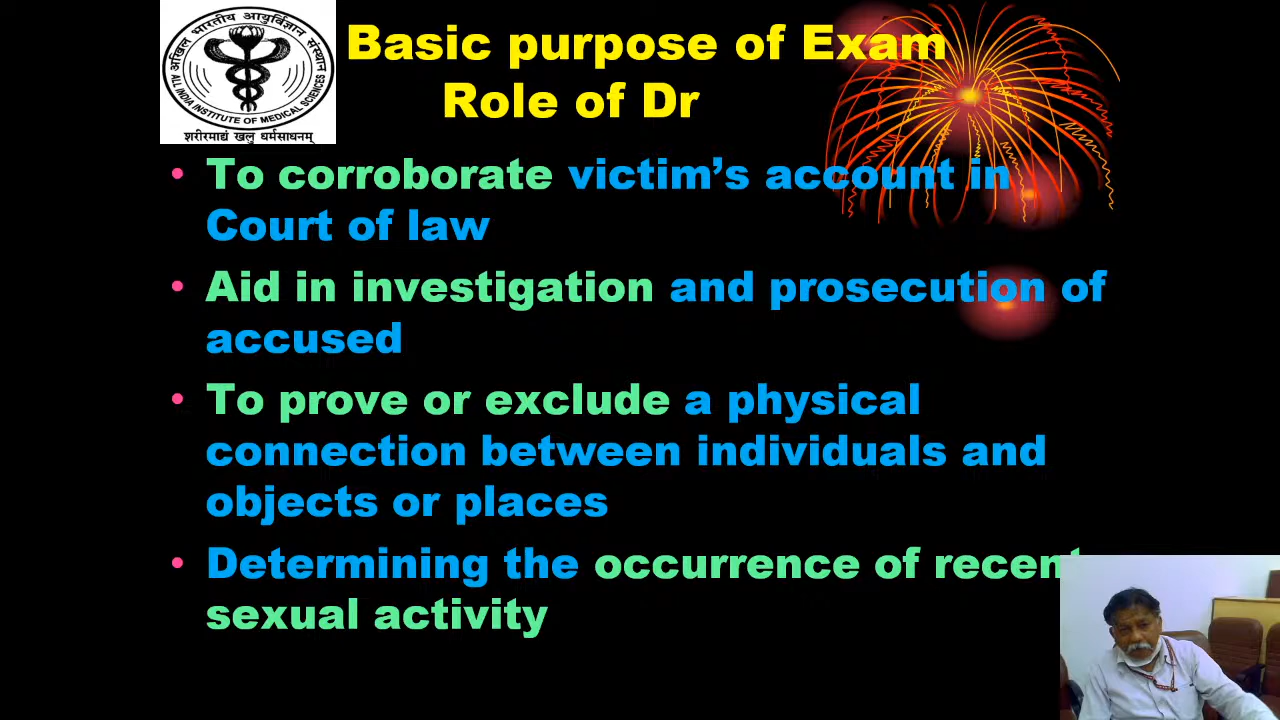 अखिल भारतीय आयुर्विज्ञान संस्थान
ALL INDIA INSTITUTE OF MEDICAL SCIENCES
शरीरमाद्यं खलु धर्मसाधनम्
Basic purpose of Exam
Role of Dr
• To corroborate victim’s account in
Court of law
• Aid in investigation and prosecution of
accused
• To prove or exclude a physical
connection between individuals and
objects or places
• Determining the occurrence of recent
sexual activity